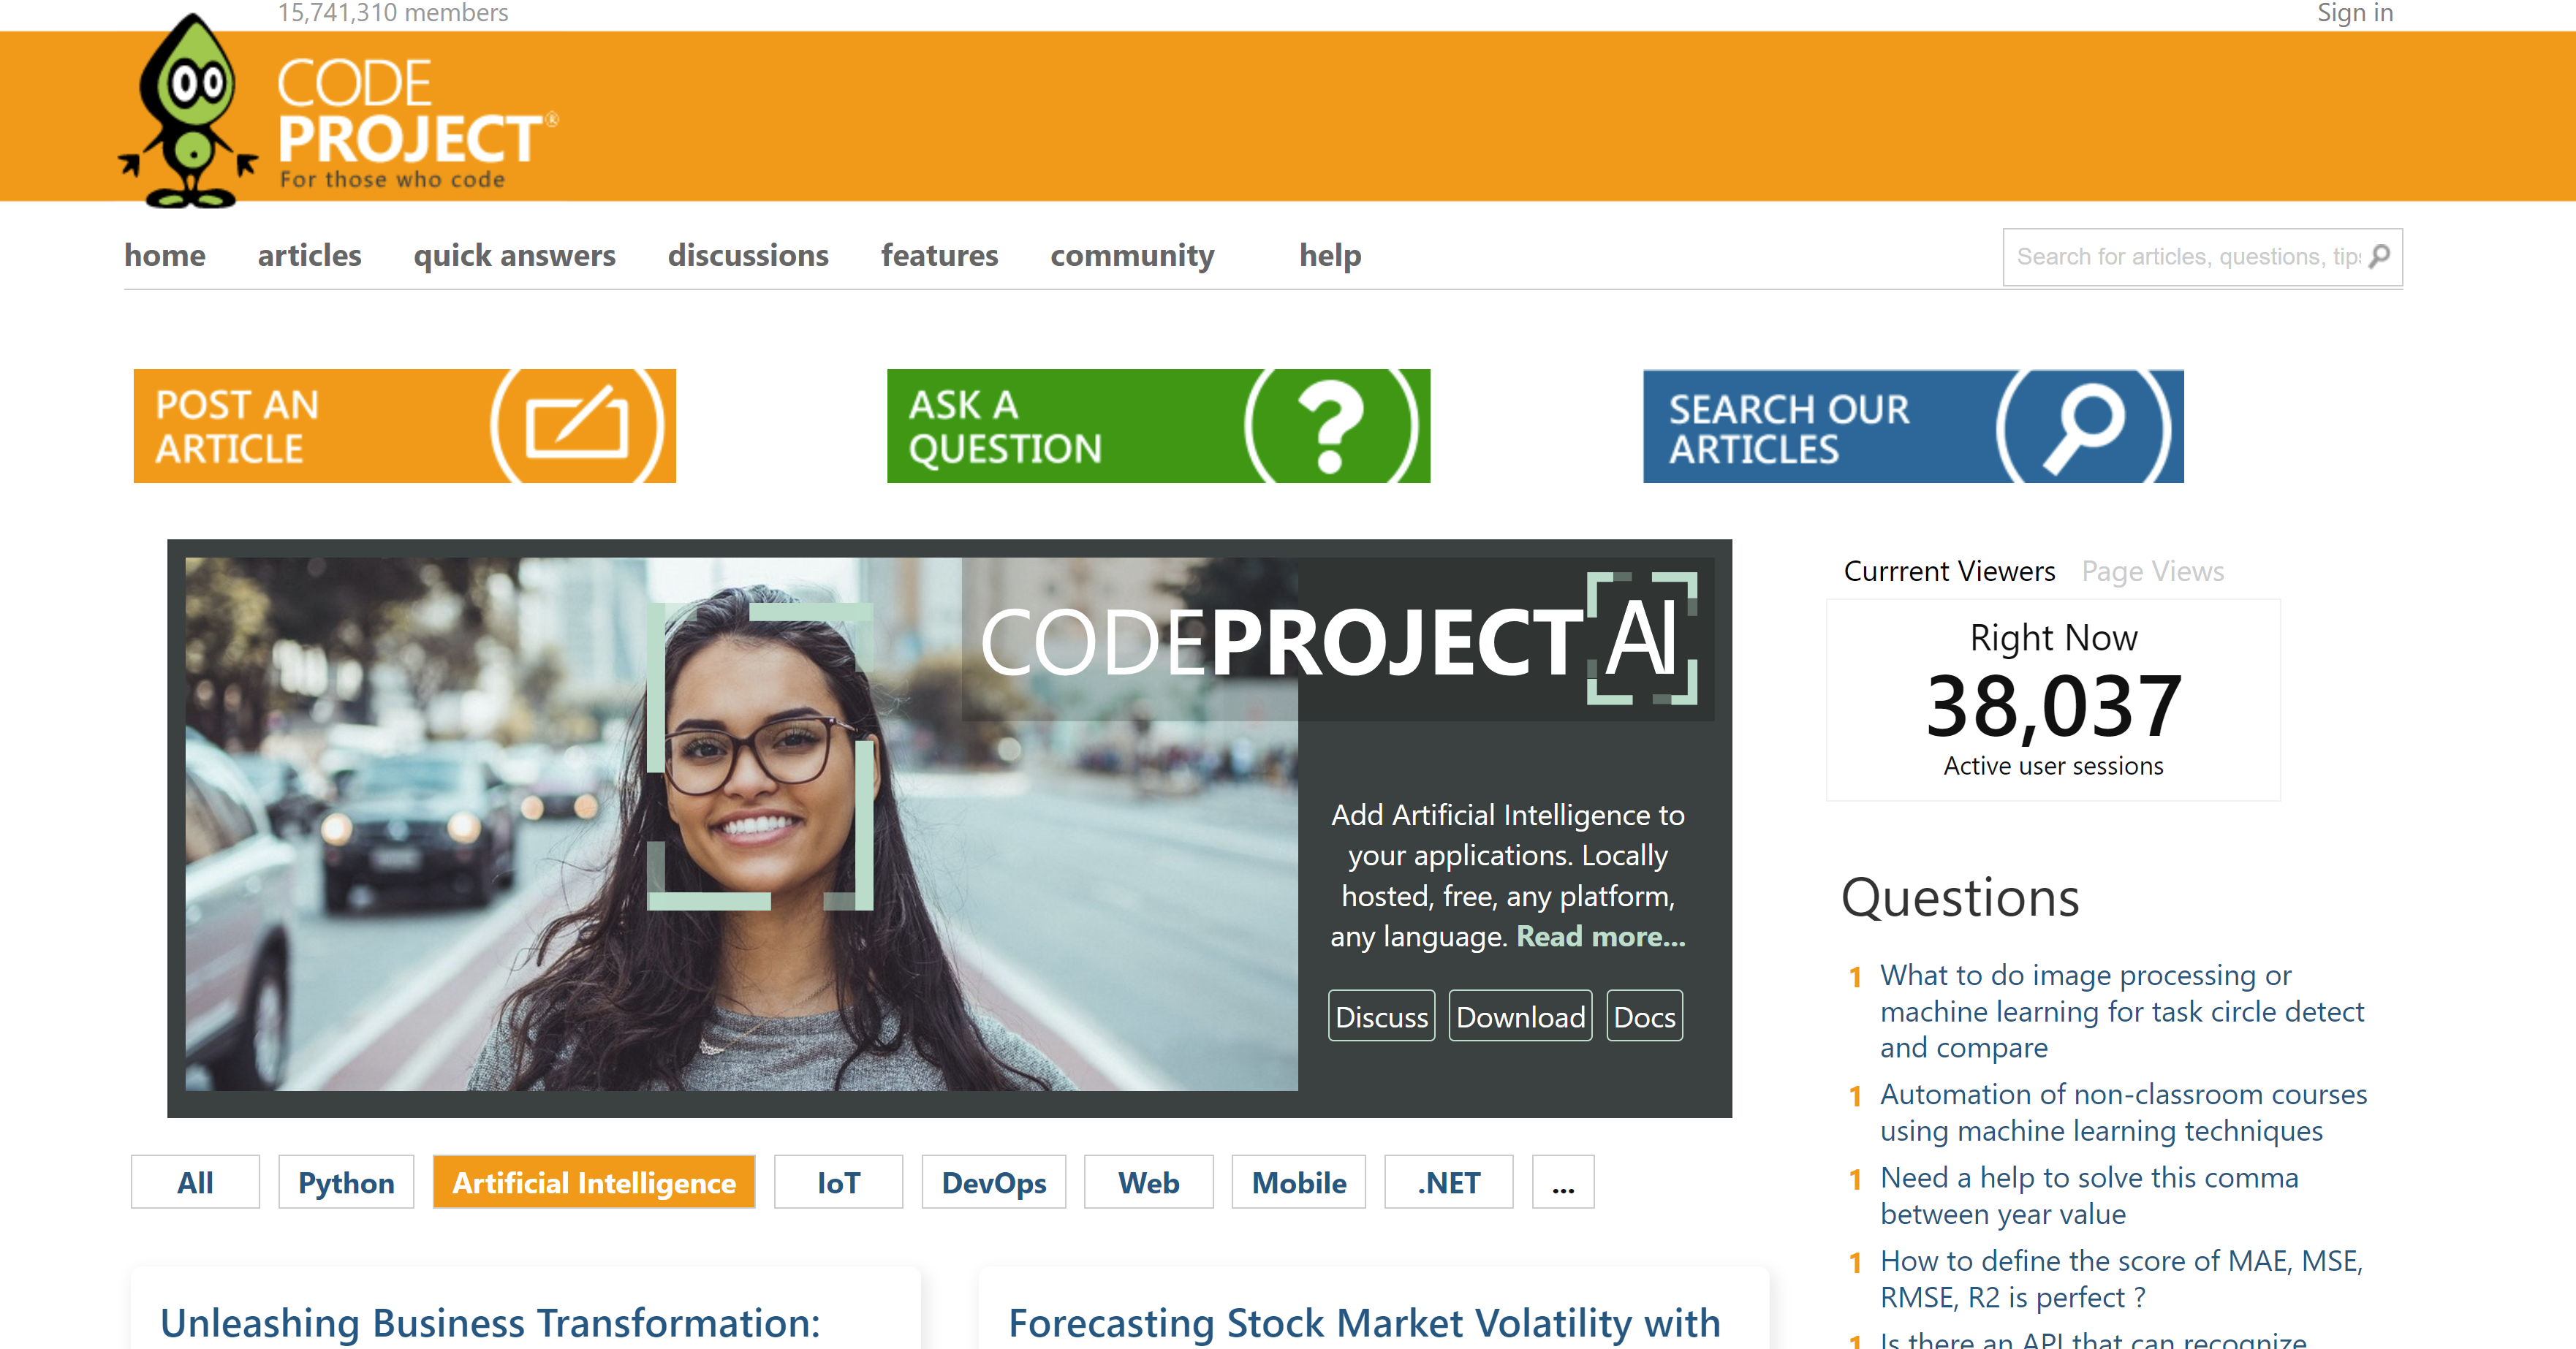 15,741,310 members
Sign in
CODE
PROJECT®
For those who code
home articles quick answers discussions features community help
Search for articles, questions, tips
POST AN
ARTICLE
ASK A
QUESTION
SEARCH OUR
ARTICLES
CODEPROJECT AI
Add Artificial Intelligence to
your applications. Locally
hosted, free, any platform,
any language. Read more...
Discuss Download Docs
Currrent Viewers Page Views
Right Now
38,037
Active user sessions
Questions
1 What to do image processing or
machine learning for task circle detect
and compare
1 Automation of non-classroom courses
using machine learning techniques
1 Need a help to solve this comma
between year value
1 How to define the score of MAE, MSE,
RMSE, R2 is perfect ?
1 Is there an API that can recognize
All Python Artificial Intelligence IoT DevOps Web Mobile .NET ...
Unleashing Business Transformation:
Forecasting Stock Market Volatility with